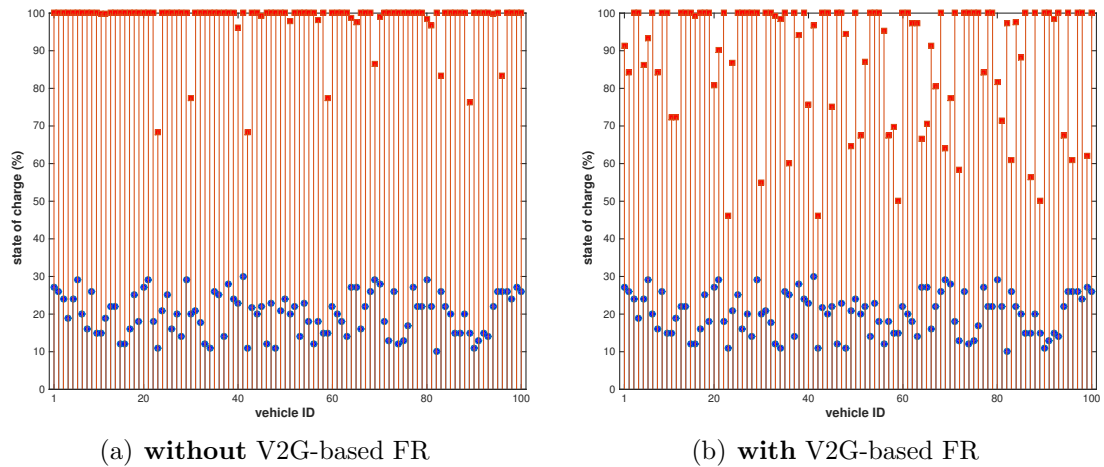 100
90
80
70
60
50
40
30
20
10
0
state of charge (%)
1 20 40 60 80 100
vehicle ID
(a) without V2G-based FR
100
90
80
70
60
50
40
30
20
10
0
state of charge (%)
1 20 40 60 80 100
vehicle ID
(b) with V2G-based FR